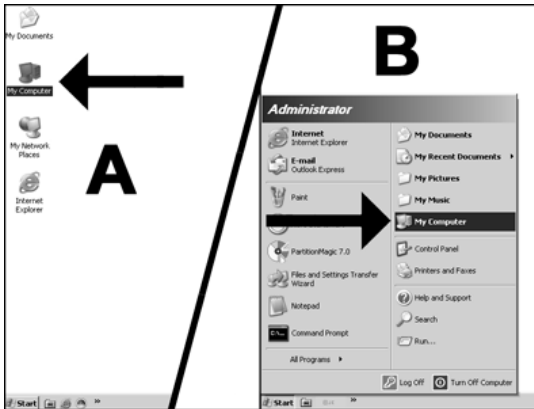 My Documents
My Computer
My Network
Places
Internet
Explorer
A
Start
»
B
Administrator
Internet
Internet Explorer
E-mail
Outlook Express
Paint
PartitionMagic 7.0
Files and Settings Transfer
Wizard
Notepad
Command Prompt
All Programs
My Documents
My Recent Documents
My Pictures
My Music
My Computer
Control Panel
Printers and Faxes
Help and Support
Search
Run...
Log Off
Turn Off Computer
Start
»